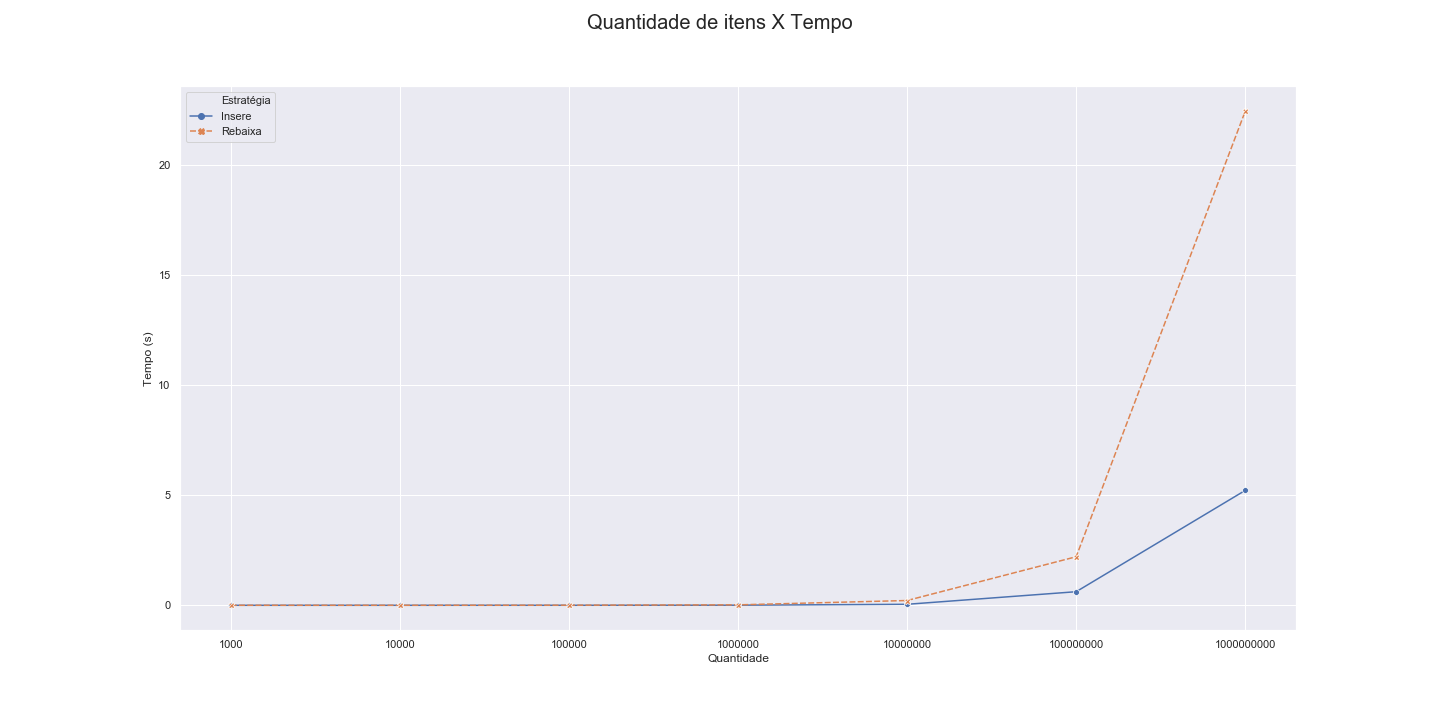 Quantidade de itens X Tempo
Estratégia
Insere
Rebaixa
20
15
10
5
0
Tempo (s)
1000 10000 100000 1000000 10000000 100000000 1000000000
Quantidade